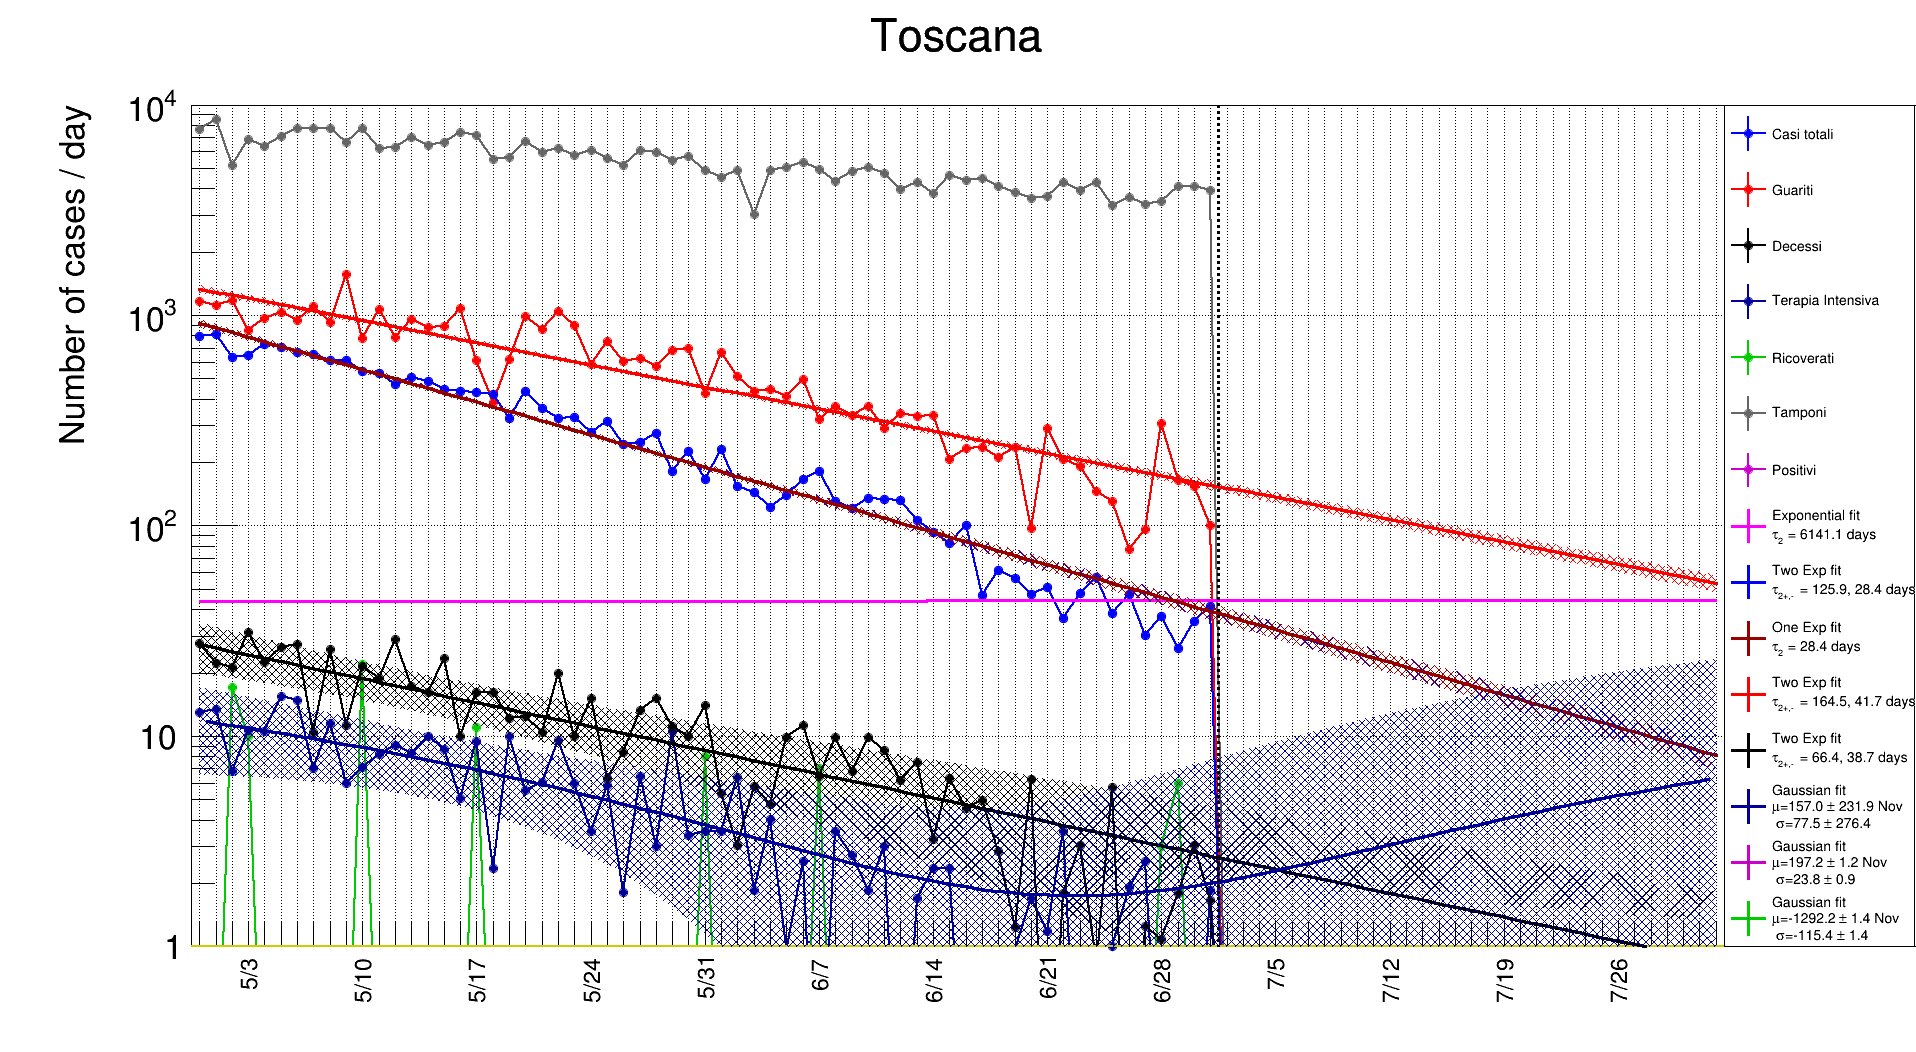 Toscana
Number of cases / day
10^4
10^3
10^2
10
1
5/3
5/10
5/17
5/24
5/31
6/7
6/14
6/21
6/28
7/5
7/12
7/19
7/26
Casi totali
Guariti
Decessi
Terapia Intensiva
Ricoverati
Tamponi
Positivi
Exponential fit
τ2 = 6141.1 days
Two Exp fit
τ2+,- = 125.9, 28.4 days
One Exp fit
τ2 = 28.4 days
Two Exp fit
τ2+,- = 164.5, 41.7 days
Two Exp fit
τ2+,- = 66.4, 38.7 days
Gaussian fit
μ=157.0 ± 231.9 Nov
σ=77.5 ± 276.4
Gaussian fit
μ=197.2 ± 1.2 Nov
σ=23.8 ± 0.9
Gaussian fit
μ=-1292.2 ± 1.4 Nov
σ=-115.4 ± 1.4